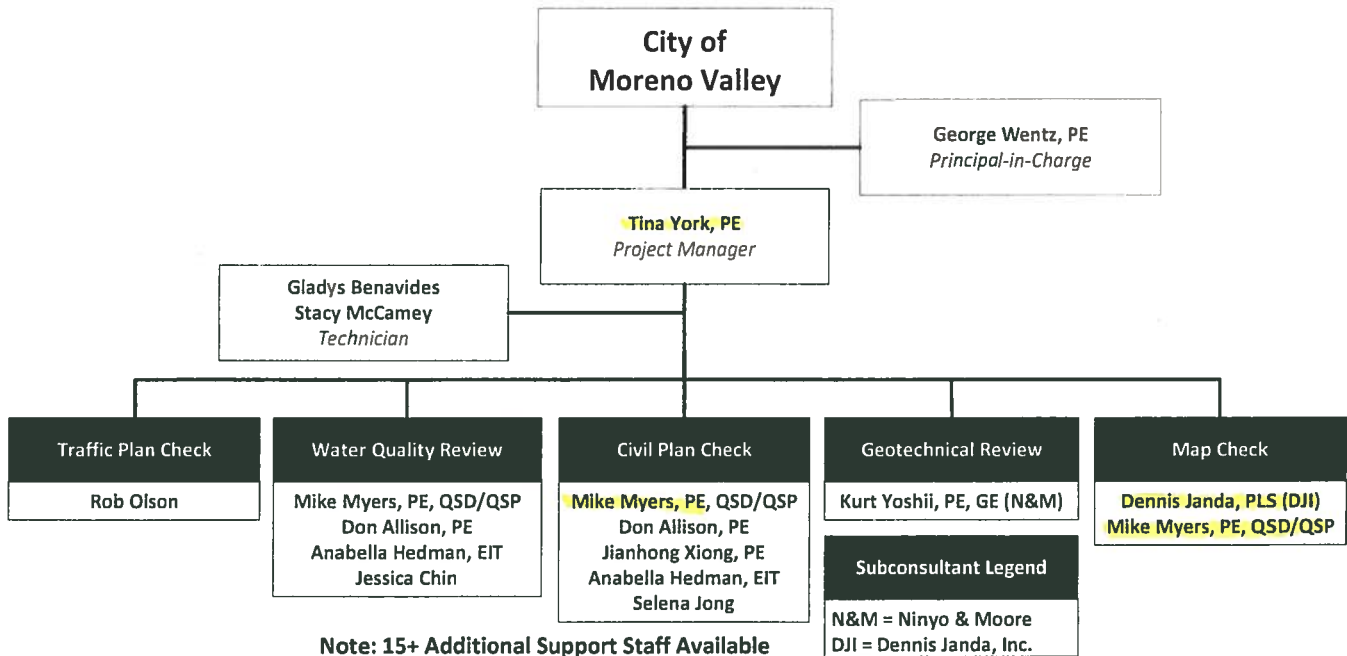 City of
Moreno Valley
George Wentz, PE
Principal-in-Charge
Tina York, PE
Project Manager
Gladys Benavides
Stacy McCamey
Technician
Traffic Plan Check
Rob Olson
Water Quality Review
Mike Myers, PE, QSD/QSP
Don Allison, PE
Anabella Hedman, EIT
Jessica Chin
Civil Plan Check
Mike Myers, PE, QSD/QSP
Don Allison, PE
Jianhong Xiong, PE
Anabella Hedman, EIT
Selena Jong
Geotechnical Review
Kurt Yoshii, PE, GE (N&M)
Map Check
Dennis Janda, PLS (DJI)
Mike Myers, PE, QSD/QSP
Subconsultant Legend
N&M = Ninyo & Moore
DJI = Dennis Janda, Inc.
Note: 15+ Additional Support Staff Available